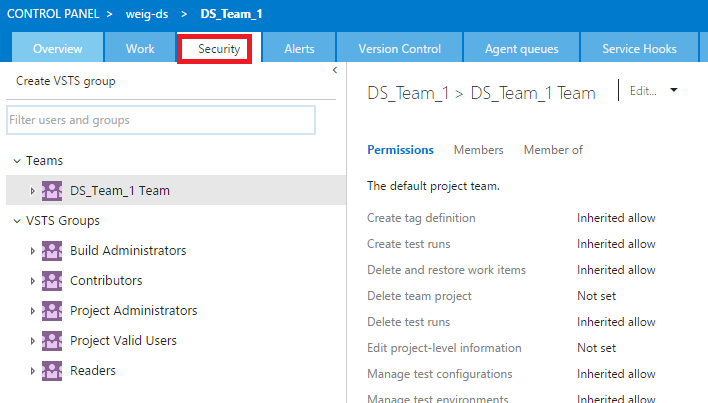 CONTROL PANEL > weig-ds > DS_Team_1
Overview Work Security Alerts Version Control Agent queues Service Hooks
Create VSTS group
Filter users and groups
Teams
DS_Team_1 Team
VSTS Groups
Build Administrators
Contributors
Project Administrators
Project Valid Users
Readers
DS_Team_1 > DS_Team_1 Team Edit...
Permissions Members Member of
The default project team.
Create tag definition Inherited allow
Create test runs Inherited allow
Delete and restore work items Inherited allow
Delete team project Not set
Delete test runs Inherited allow
Edit project-level information Not set
Manage test configurations Inherited allow
Manage test environments Inherited allow